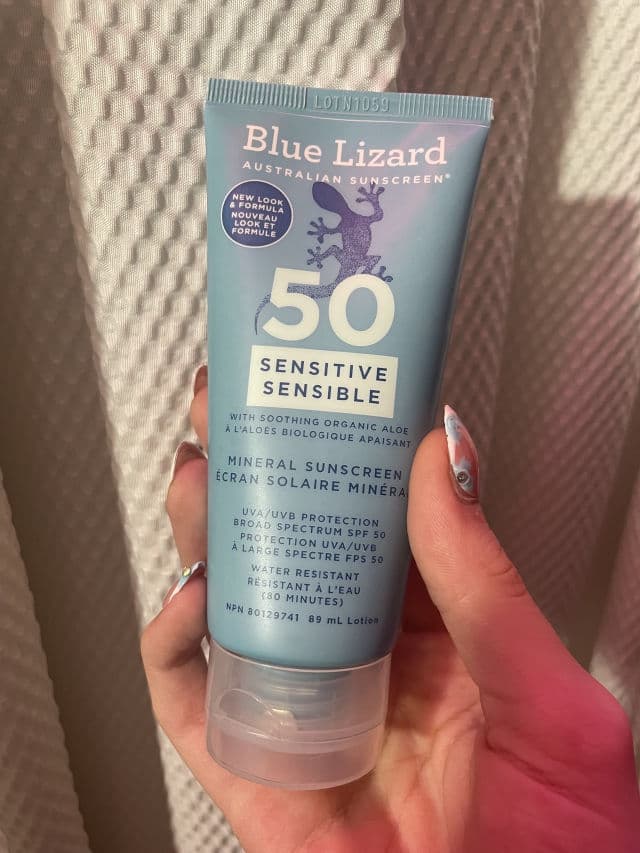 LOTN1059
Blue Lizard
AUSTRALIAN SUNSCREEN®
NEW LOOK
& FORMULA
NOUVEAU
LOOK ET
FORMULE
50
SENSITIVE
SENSIBLE
WITH SOOTHING ORGANIC ALOE
À L'ALOÈS BIOLOGIQUE APAISANT
MINERAL SUNSCREEN
ÉCRAN SOLAIRE MINÉRA
UVA/UVB PROTECTION
BROAD SPECTRUM SPF 50
PROTECTION UVA/UVB
À LARGE SPECTRE FPS 50
WATER RESISTANT
RÉSISTANT À L'EAU
(80 MINUTES)
NPN 80129741 89 mL Lotion